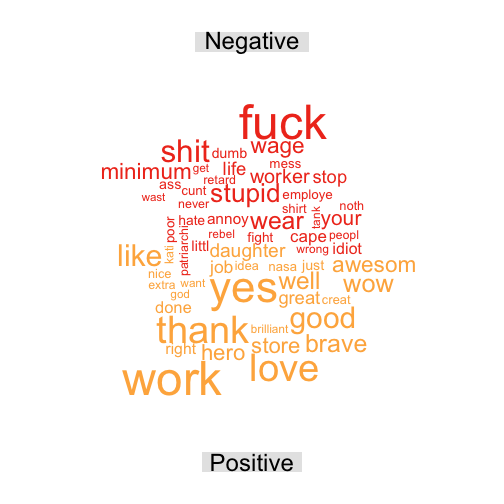 Negative
fuck
shit dumb wage
mess
minimum get life worker stop
retard
ass cunt stupid employe
wast never shirt tank noth
hate annoy wear your
poor rebel fight cape peopl
patriarchi littl wrong idiot
like kati daughter
job idea nasa just awesom
nice
extra want yes well wow
god great creat
done
thank brilliant good
right hero store brave
work love
Positive